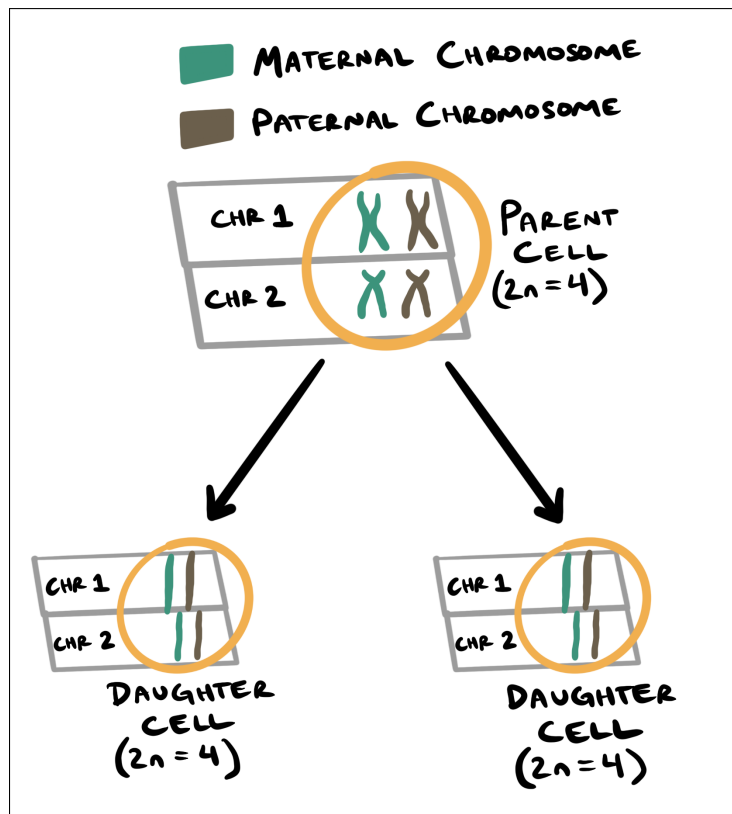 MATERNAL CHROMOSOME
PATERNAL CHROMOSOME
CHR 1
CHR 2
PARENT
CELL
(2n=4)
CHR 1
CHR 2
DAUGHTER
CELL
(2n=4)
CHR 1
CHR 2
DAUGHTER
CELL
(2n=4)